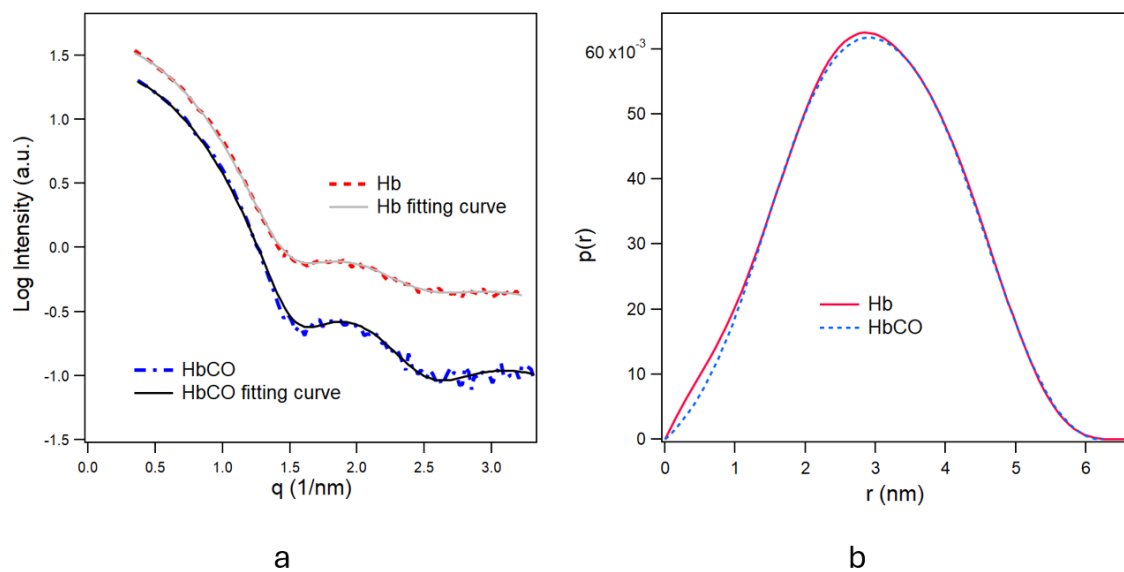 1.5
1.0
0.5
0.0
-0.5
-1.0
-1.5
Log Intensity (a.u.)
Hb
Hb fitting curve
HbCO
HbCO fitting curve
0.0 0.5 1.0 1.5 2.0 2.5 3.0
q (1/nm)
a
60 x10⁻³
50
40
30
20
10
0
p(r)
Hb
HbCO
0 1 2 3 4 5 6
r (nm)
b